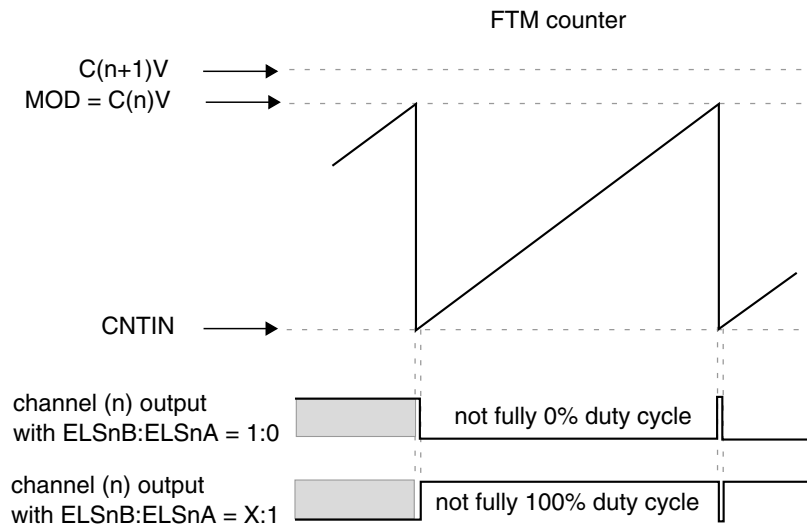 FTM counter
C(n+1)V
MOD = C(n)V
CNTIN
channel (n) output
with ELSnB:ELSnA = 1:0
not fully 0% duty cycle
channel (n) output
with ELSnB:ELSnA = X:1
not fully 100% duty cycle